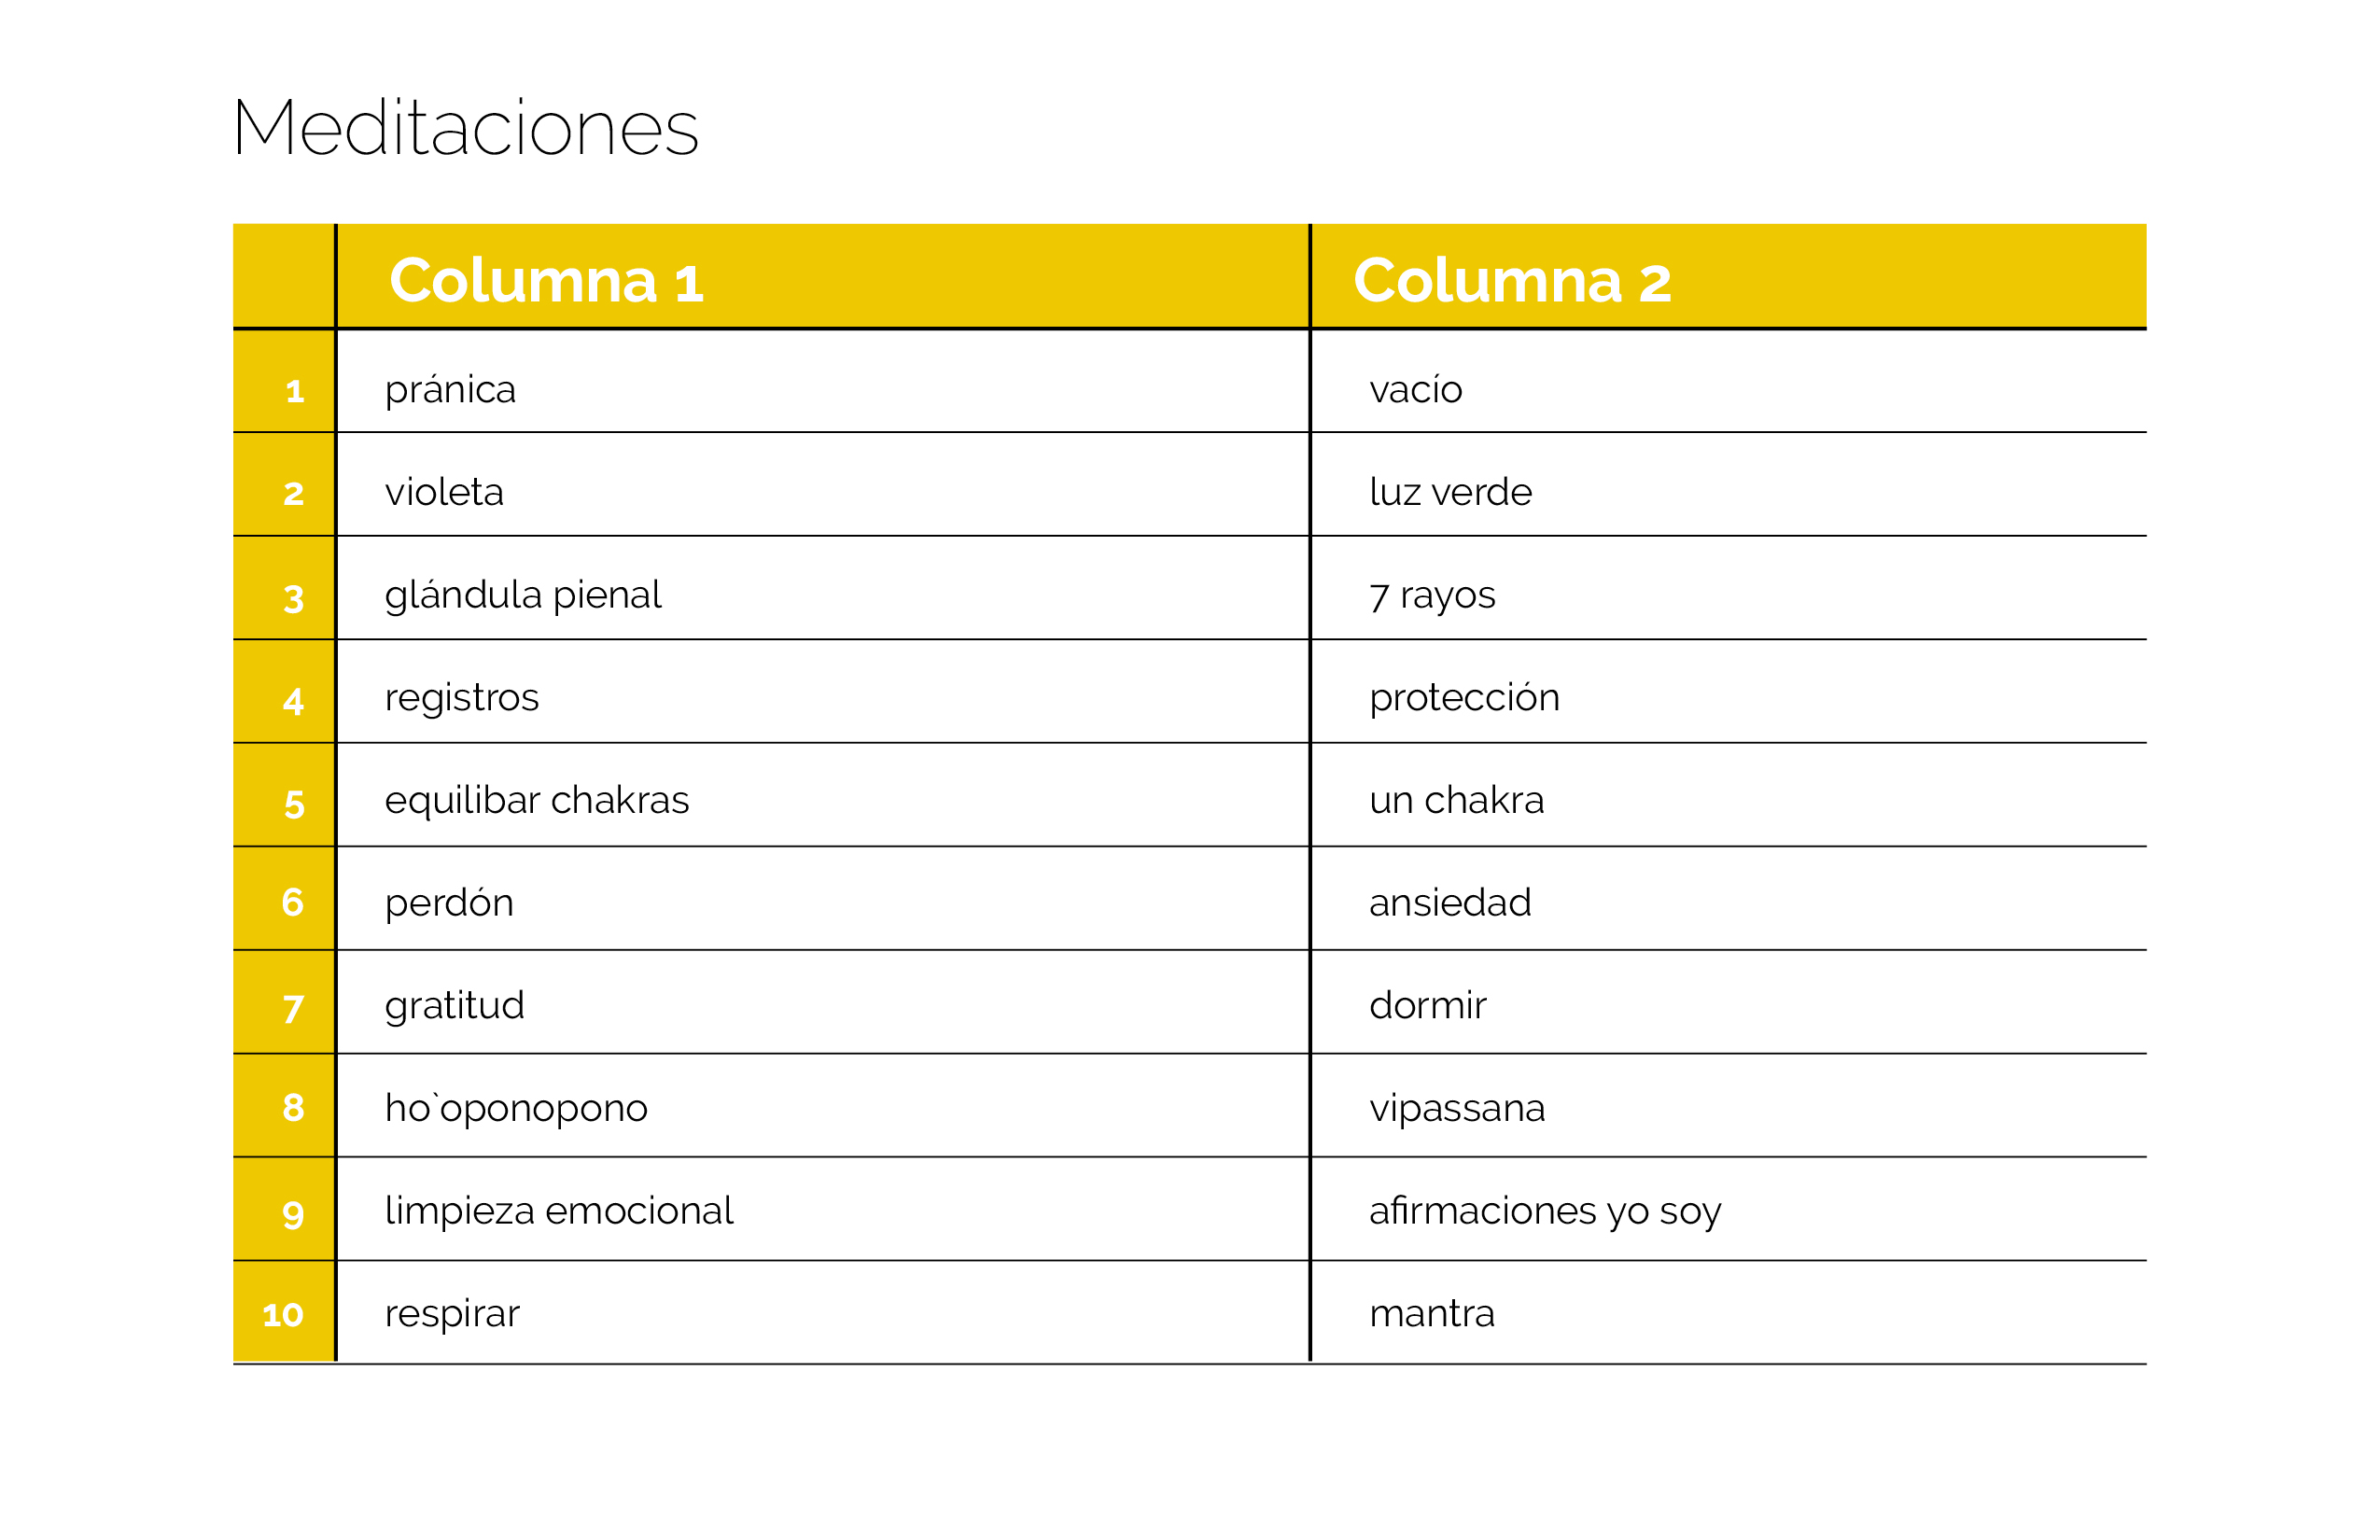 Meditaciones
Columna 1 Columna 2
1 pránica vacío
2 violeta luz verde
3 glándula pienal 7 rayos
4 registros protección
5 equilibar chakras un chakra
6 perdón ansiedad
7 gratitud dormir
8 ho`oponopono vipassana
9 limpieza emocional afirmaciones yo soy
10 respirar mantra